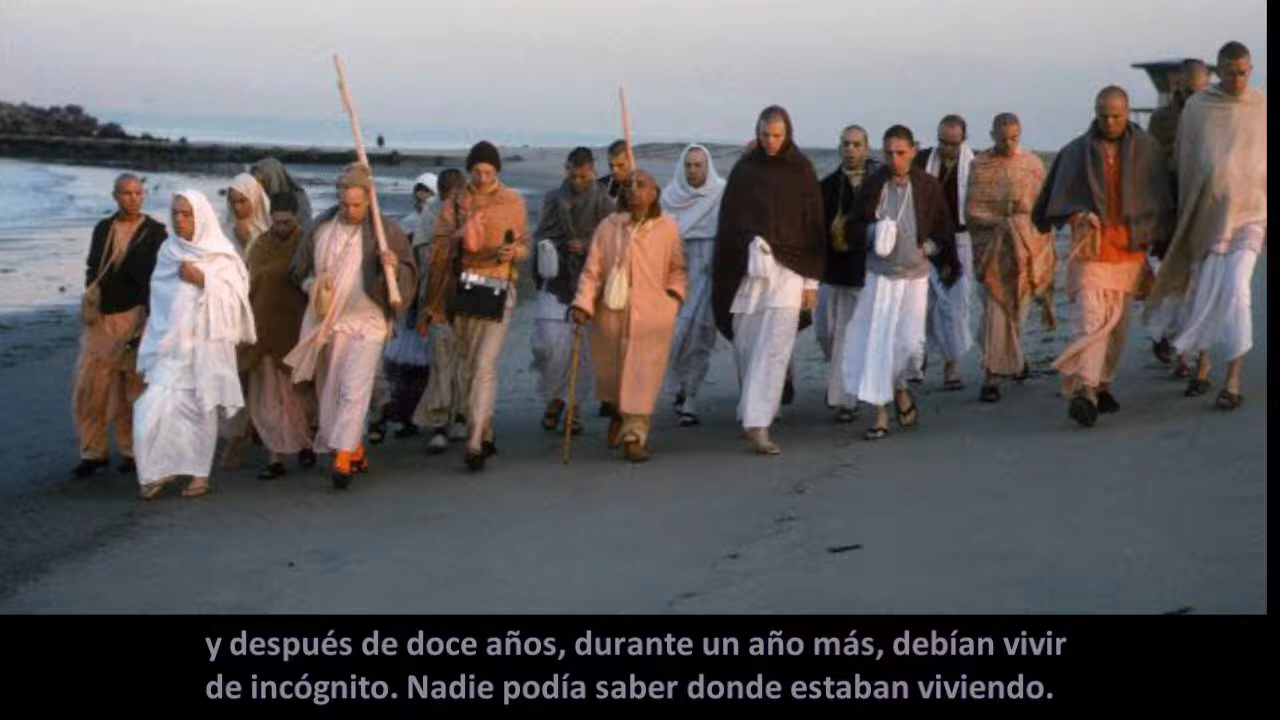 y después de doce años, durante un año más, debían vivir
de incógnito. Nadie podía saber donde estaban viviendo.